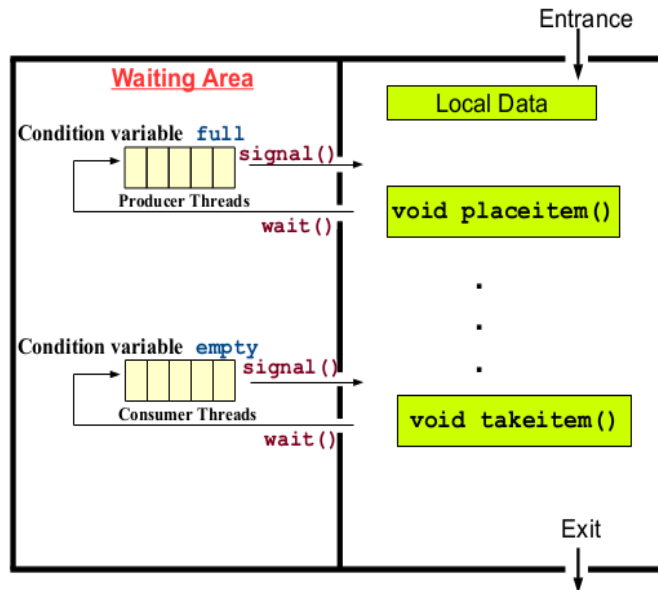 Entrance
Waiting Area
Local Data
Condition variable full
signal()
Producer Threads
void placeitem()
wait()
.
.
.
Condition variable empty
signal()
Consumer Threads
void takeitem()
wait()
Exit